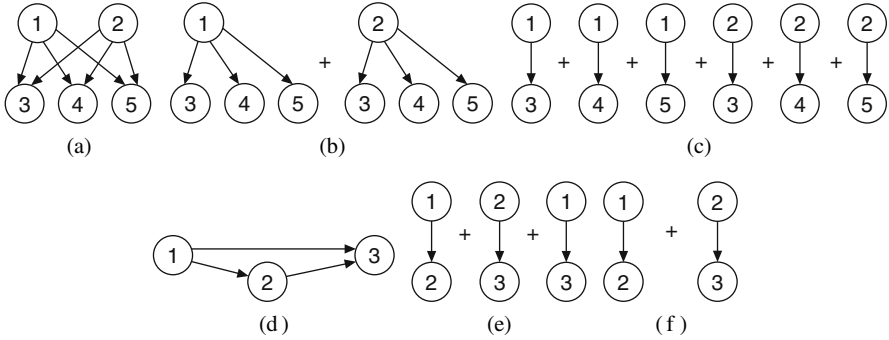 1 2 1 2 1 1 1 2 2 2
+ + + + + +
3 4 5 3 4 5 3 4 5 3 4 5 3 4 5
(a) (b) (c)
1 2 1 1 2
1 3 + + +
2 2 3 3 2 3
(d) (e) (f)